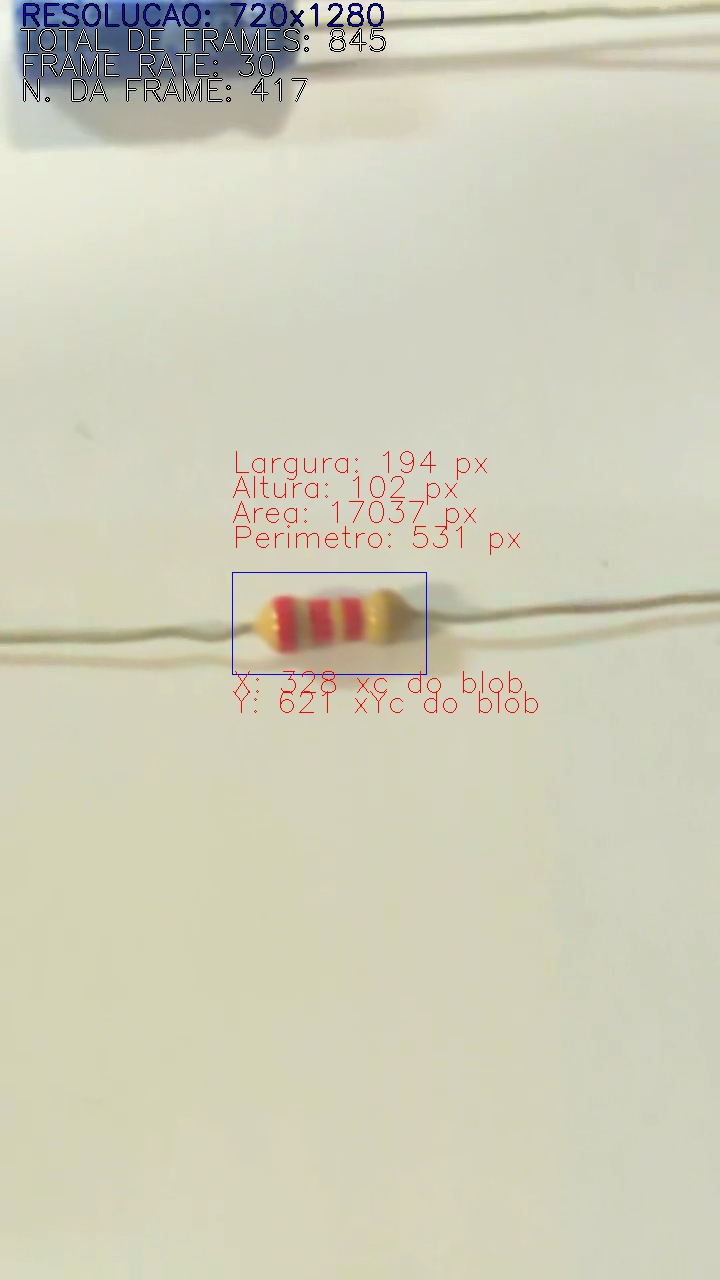 RESOLUCAO: 720x1280
TOTAL DE FRAMES: 845
FRAME RATE: 30
N. DA FRAME: 417
Largura: 194 px
Altura: 102 px
Area: 17037 px
Perimetro: 531 px
X: 328 xc do blob
Y: 621 xYc do blob